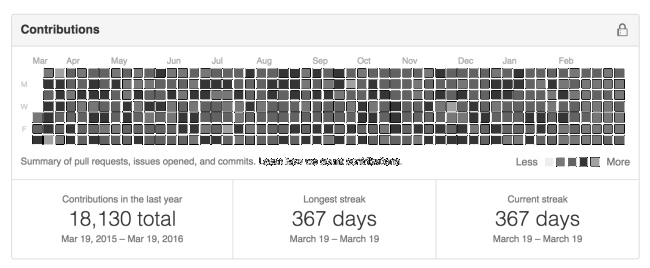 Contributions
Mar Apr May Jun Jul Aug Sep Oct Nov Dec Jan Feb
M
W
F
Summary of pull requests, issues opened, and commits. Learn how we count contributions.
Less More
Contributions in the last year
18,130 total
Mar 19, 2015 – Mar 19, 2016
Longest streak
367 days
March 19 – March 19
Current streak
367 days
March 19 – March 19